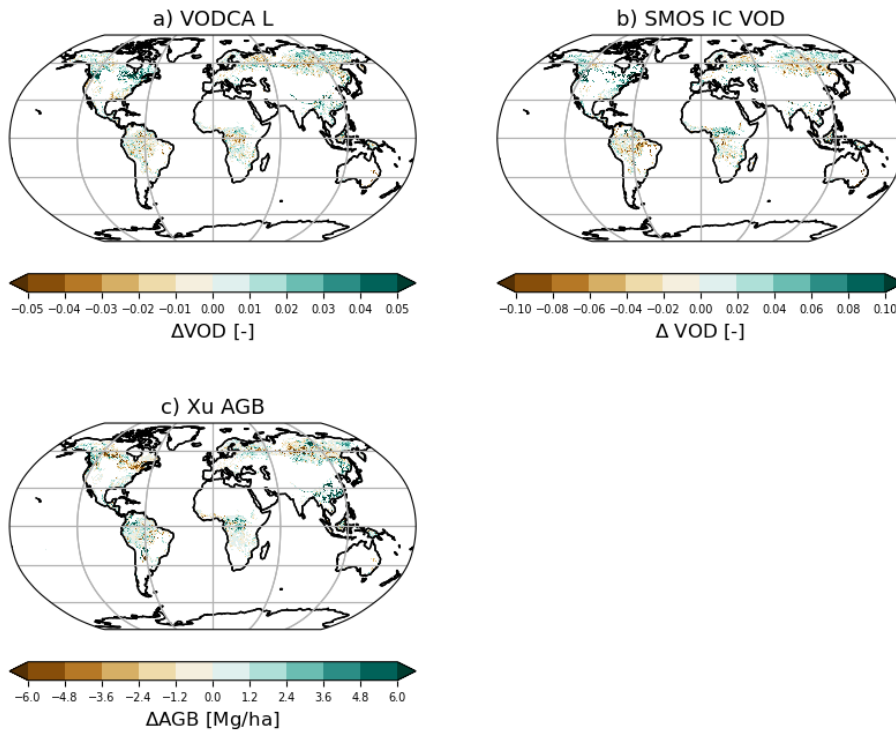 a) VODCA L
b) SMOS IC VOD
−0.05 −0.04 −0.03 −0.02 −0.01 0.00 0.01 0.02 0.03 0.04 0.05
ΔVOD [-]
−0.10 −0.08 −0.06 −0.04 −0.02 0.00 0.02 0.04 0.06 0.08 0.10
Δ VOD [-]
c) Xu AGB
−6.0 −4.8 −3.6 −2.4 −1.2 0.0 1.2 2.4 3.6 4.8 6.0
ΔAGB [Mg/ha]